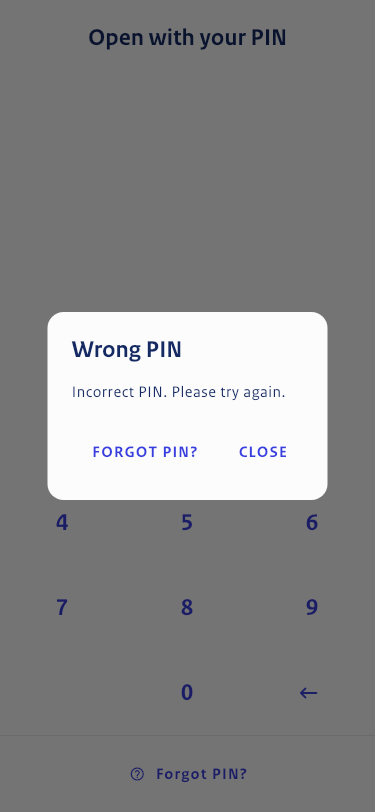 Open with your PIN
Wrong PIN
Incorrect PIN. Please try again.
FORGOT PIN? CLOSE
4 5 6
7 8 9
0 ←
Forgot PIN?